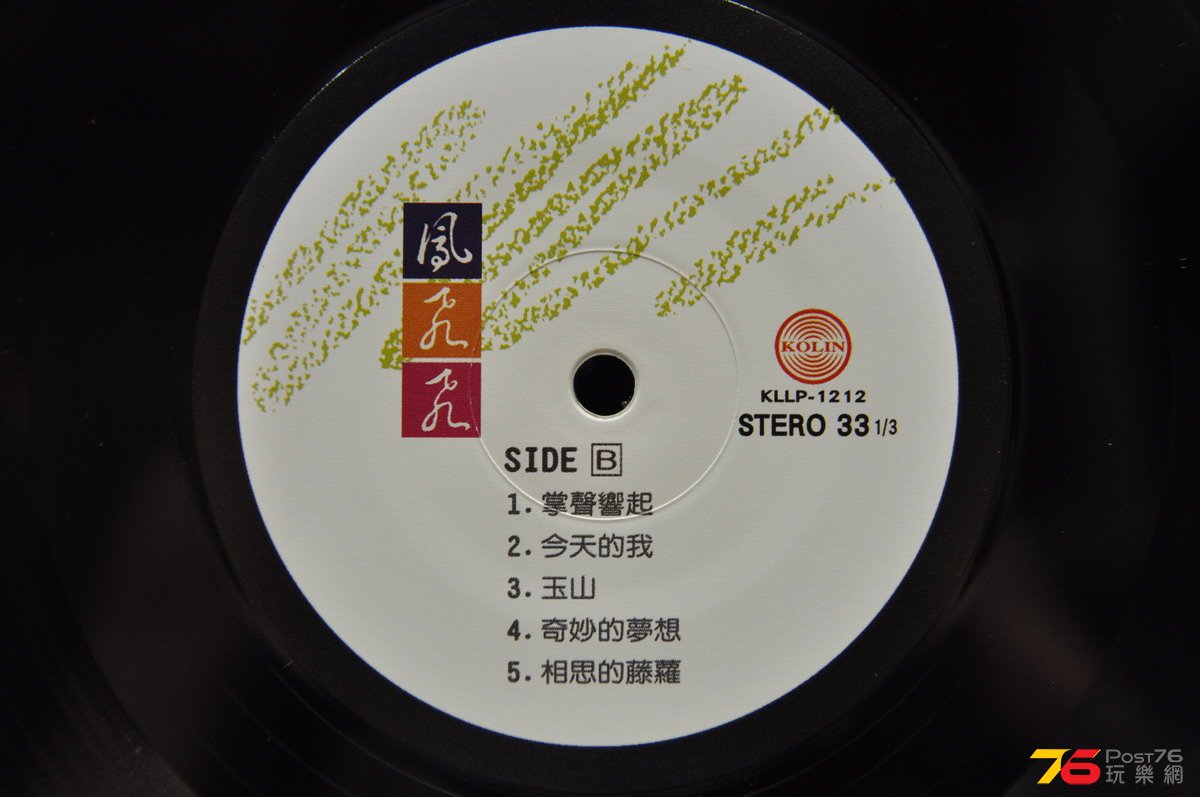 鳳
飛
飛
KOLIN
KLLP-1212
STERO 33 1/3
SIDE B
1. 掌聲響起
2. 今天的我
3. 玉山
4. 奇妙的夢想
5. 相思的藤蘿
76 POST76
玩樂網